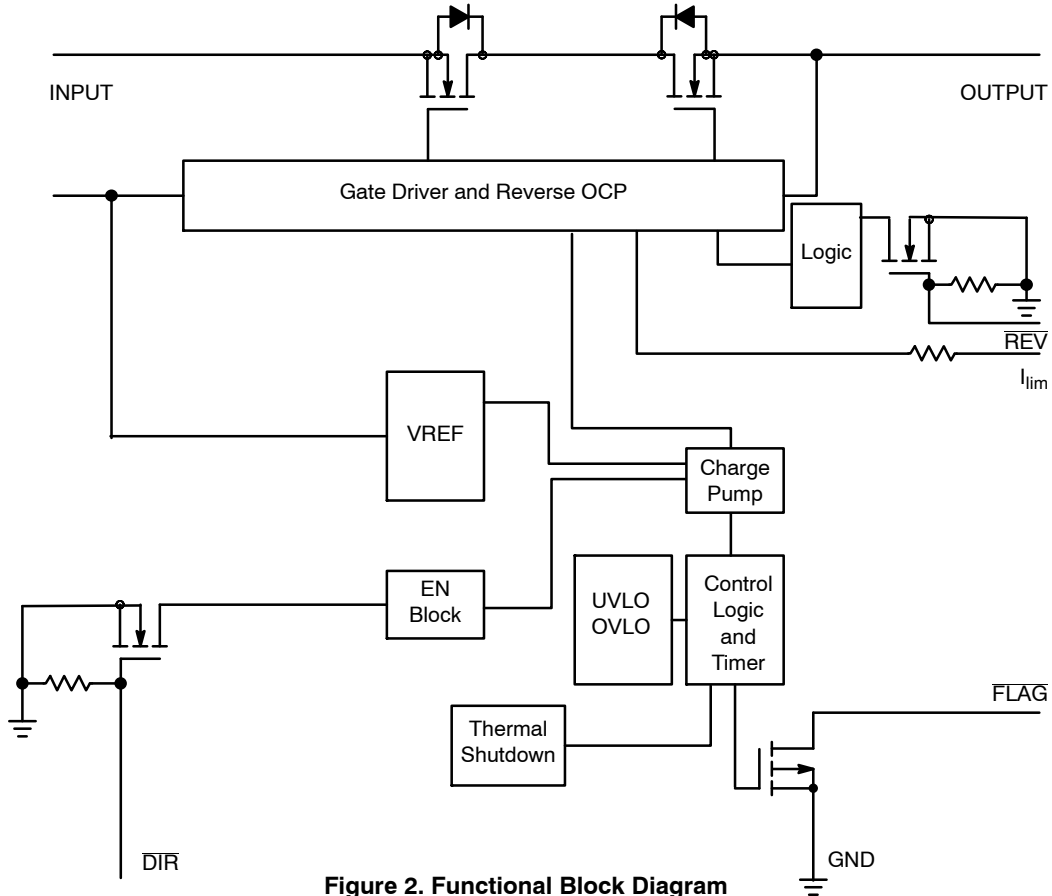 INPUT
OUTPUT
Gate Driver and Reverse OCP
Logic
REV
Ilim
VREF
Charge
Pump
EN
Block
UVLO
OVLO
Control
Logic
and
Timer
FLAG
Thermal
Shutdown
DIR
GND
Figure 2. Functional Block Diagram